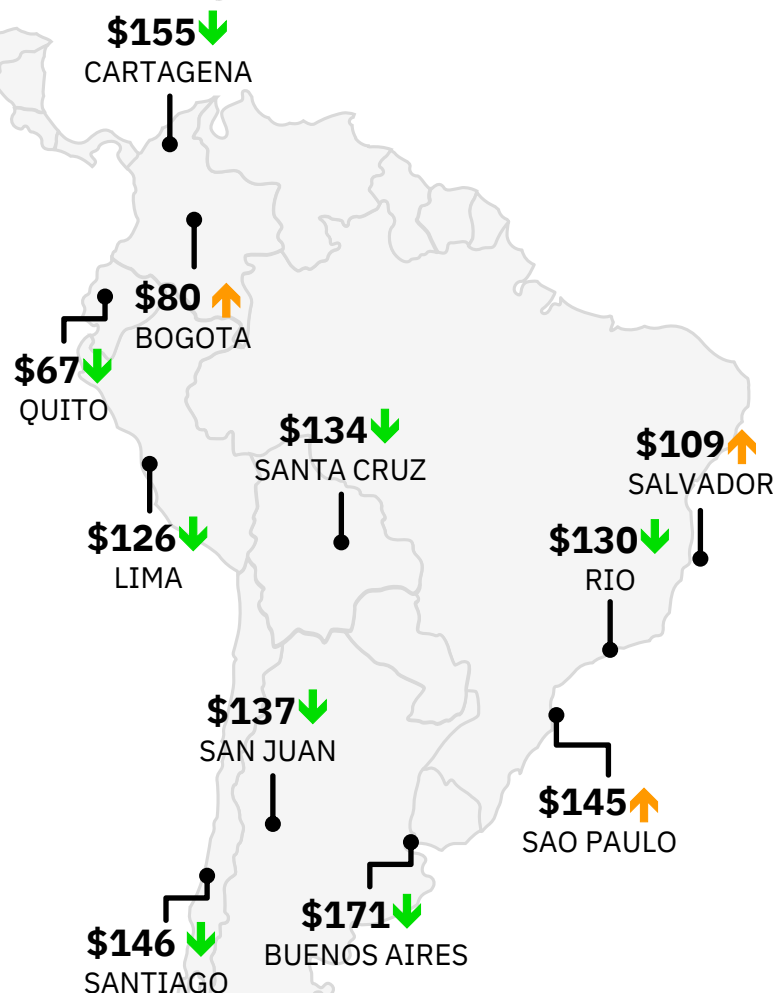 $155
CARTAGENA
$80
BOGOTA
$67
QUITO
$134
SANTA CRUZ
$109
SALVADOR
$126
LIMA
$130
RIO
$137
SAN JUAN
$145
SAO PAULO
$171
BUENOS AIRES
$146
SANTIAGO